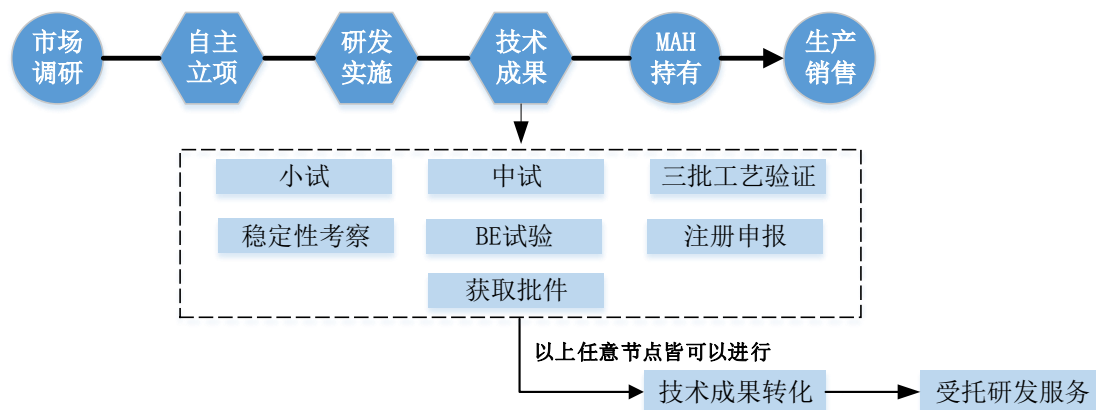 市场
调研
自主
立项
研发
实施
技术
成果
MAH
持有
生产
销售
小试
中试
三批工艺验证
稳定性考察
BE试验
注册申报
获取批件
以上任意节点皆可以进行
技术成果转化
受托研发服务